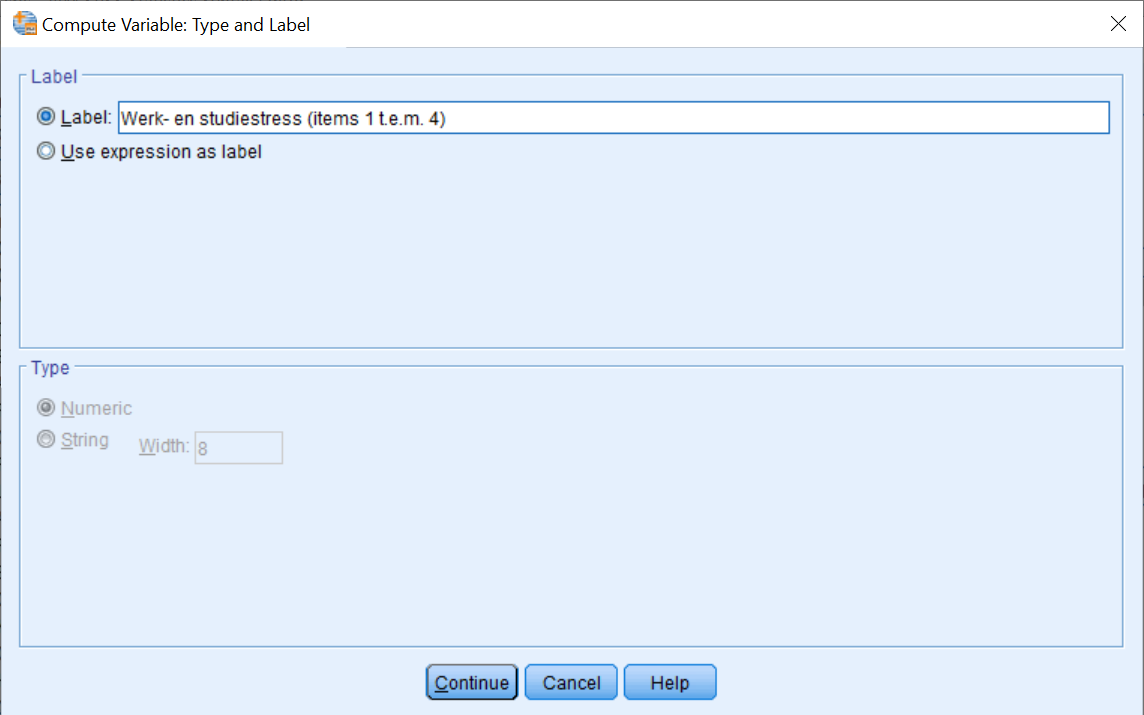 Compute Variable: Type and Label
Label
Label: Werk- en studiestress (items 1 t.e.m. 4)
Use expression as label
Type
Numeric
String Width: 8
Continue Cancel Help